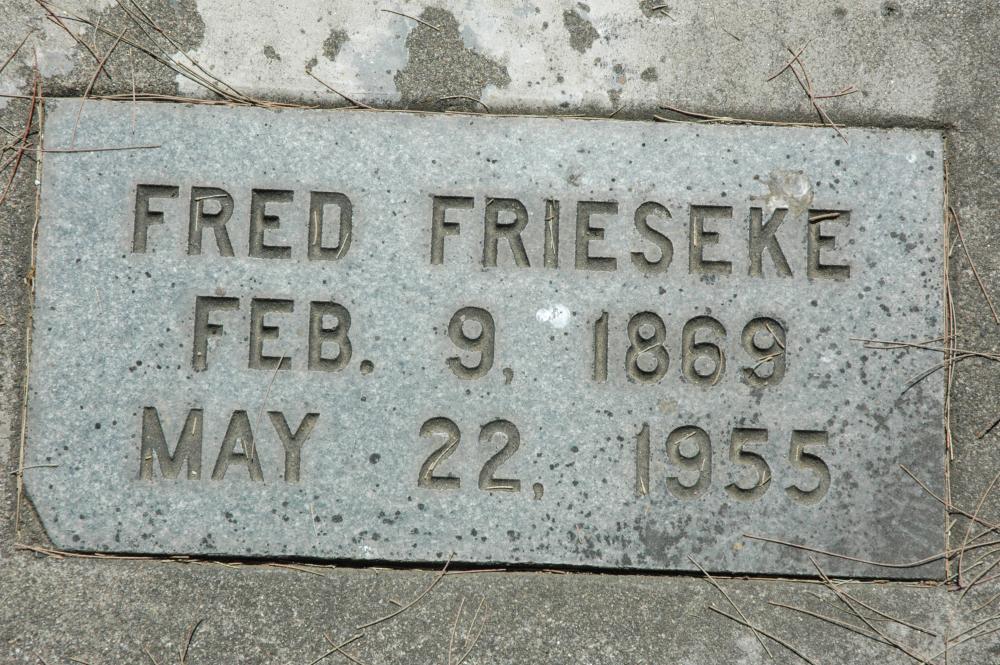 FRED FRIESEKE
FEB. 9, 1869
MAY 22, 1955